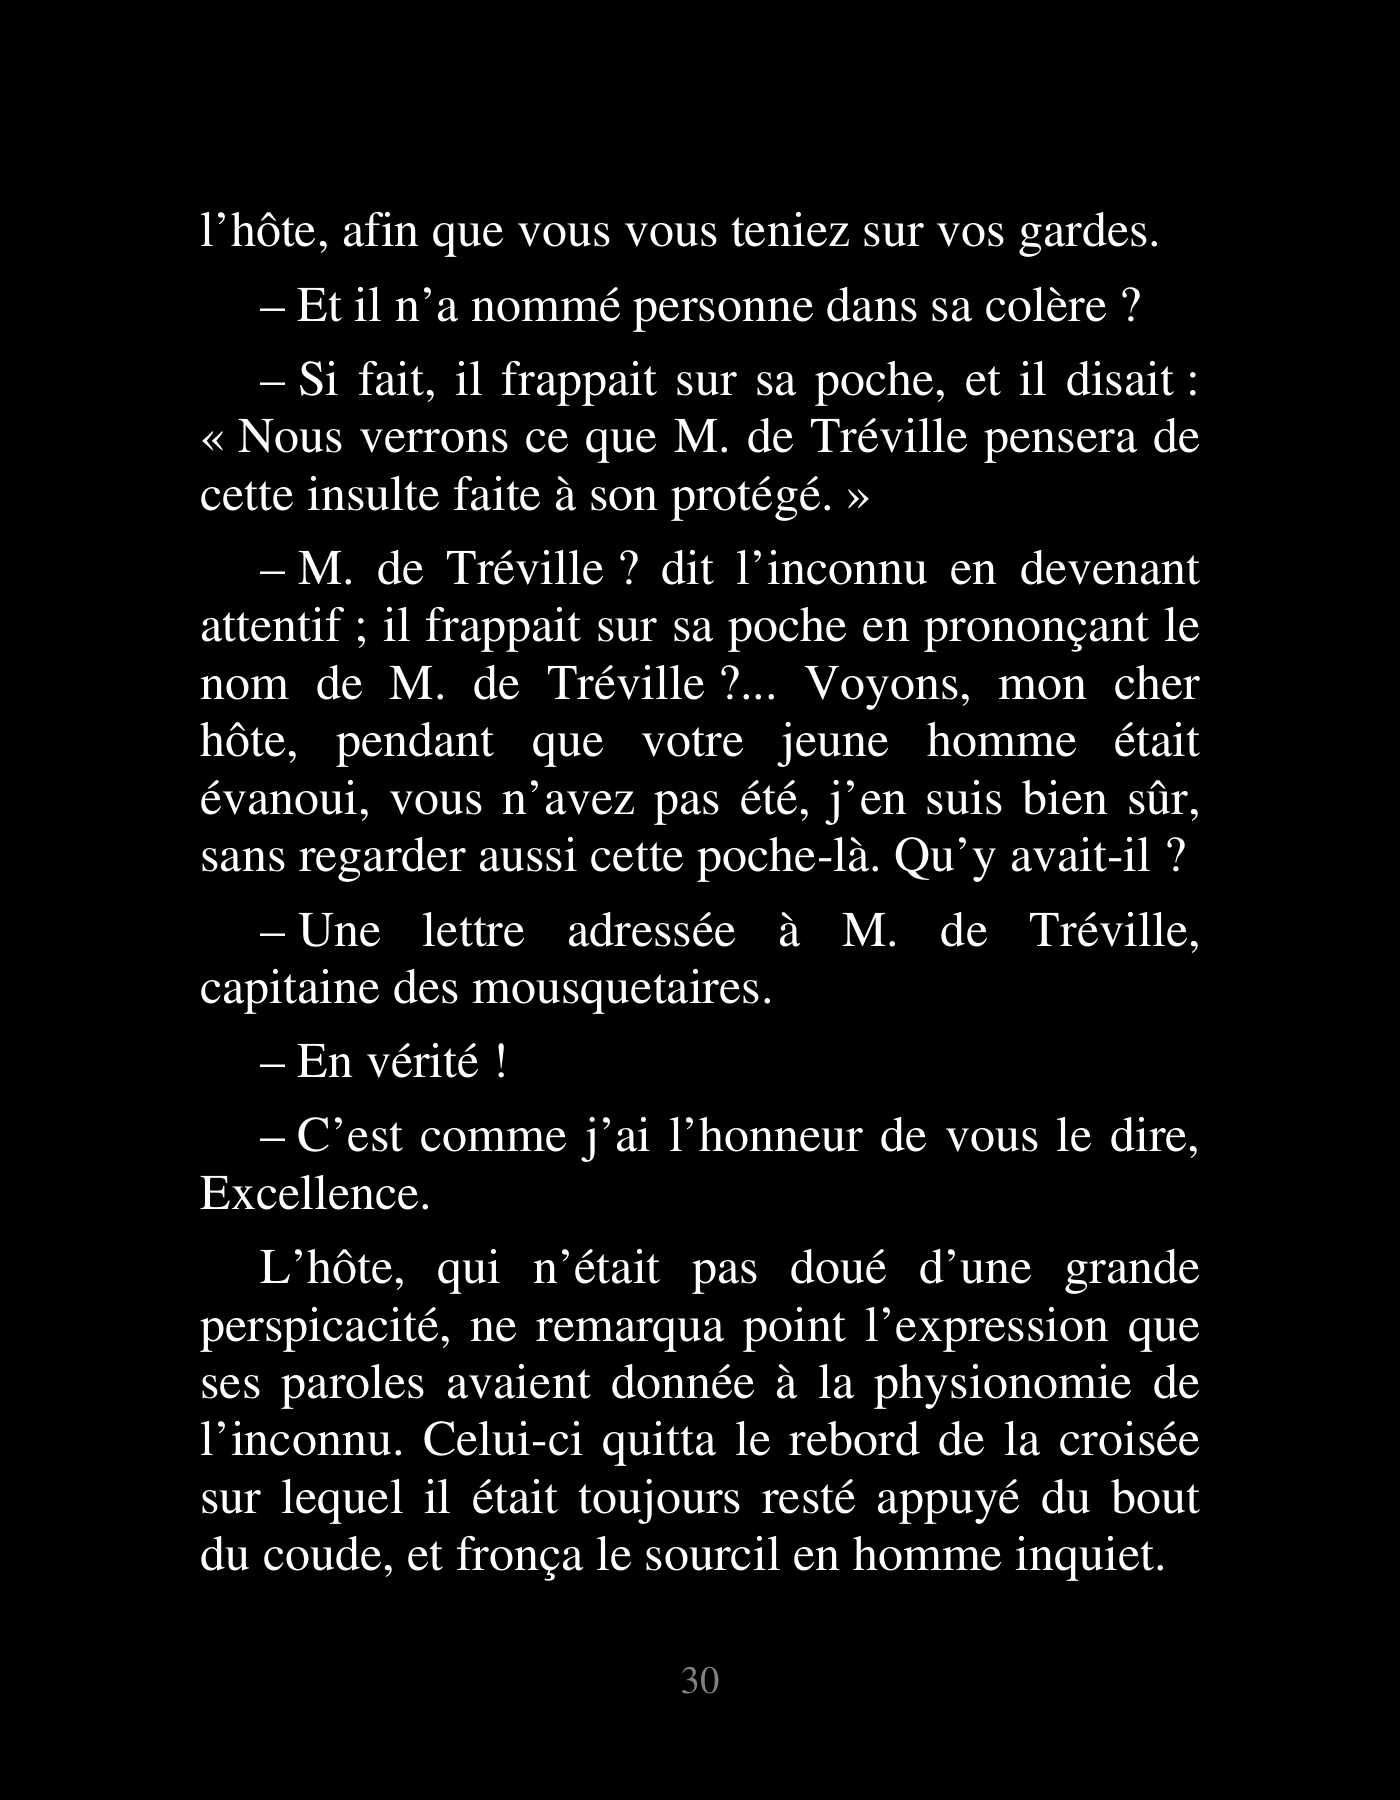 l’hôte, afin que vous vous teniez sur vos gardes.
– Et il n’a nommé personne dans sa colère ?
– Si fait, il frappait sur sa poche, et il disait :
« Nous verrons ce que M. de Tréville pensera de
cette insulte faite à son protégé. »
– M. de Tréville ? dit l’inconnu en devenant
attentif ; il frappait sur sa poche en prononçant le
nom de M. de Tréville ?... Voyons, mon cher
hôte, pendant que votre jeune homme était
évanoui, vous n’avez pas été, j’en suis bien sûr,
sans regarder aussi cette poche-là. Qu’y avait-il ?
– Une lettre adressée à M. de Tréville,
capitaine des mousquetaires.
– En vérité !
– C’est comme j’ai l’honneur de vous le dire,
Excellence.
L’hôte, qui n’était pas doué d’une grande
perspicacité, ne remarqua point l’expression que
ses paroles avaient donnée à la physionomie de
l’inconnu. Celui-ci quitta le rebord de la croisée
sur lequel il était toujours resté appuyé du bout
du coude, et fronça le sourcil en homme inquiet.
30